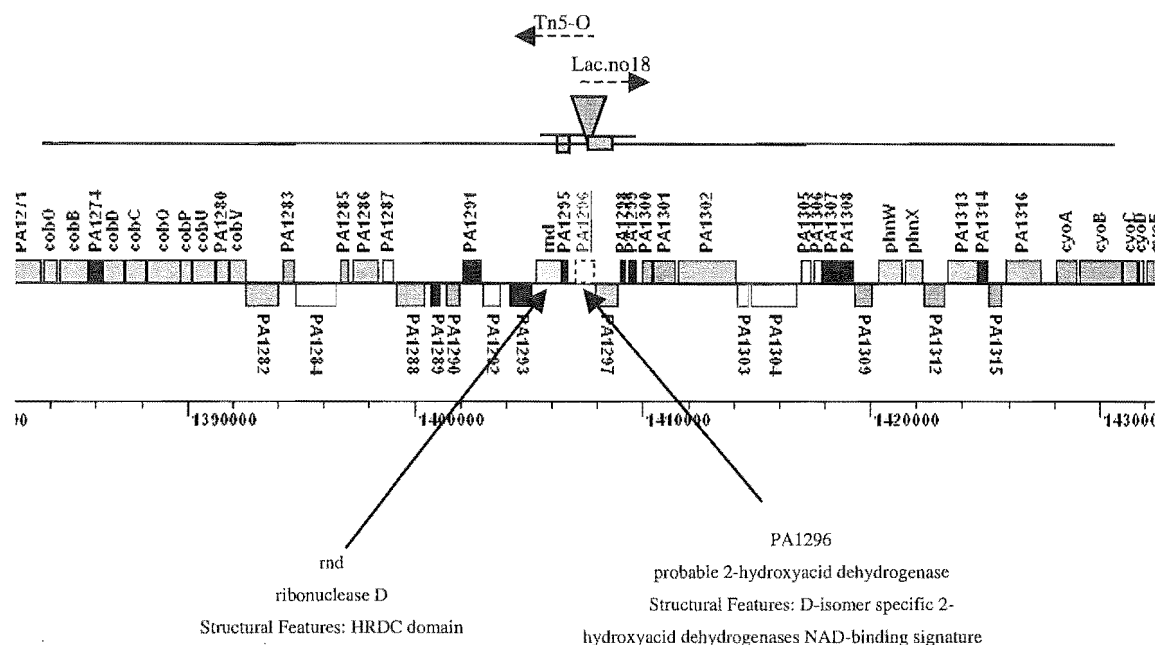 Tn5-O
Lac.no18
PA1271
cobO
cobB
PA1274
cobD
cobC
cobQ
cobP
cobU
PA1280
cobV
PA1283
PA1285
PA1286
PA1287
PA1291
rnd
PA1295
PA1296
PA1298
PA1299
PA1300
PA1301
PA1302
PA1305
PA1306
PA1307
PA1308
phnW
phnX
PA1313
PA1314
PA1316
cyoA
cyoB
cyoC
cyoD
PA1282
PA1284
PA1288
PA1289
PA1290
PA1292
PA1293
PA1297
PA1303
PA1304
PA1309
PA1312
PA1315
1390000
1400000
1410000
1420000
143000
rnd
ribonuclease D
Structural Features: HRDC domain
PA1296
probable 2-hydroxyacid dehydrogenase
Structural Features: D-isomer specific 2-
hydroxyacid dehydrogenases NAD-binding signature